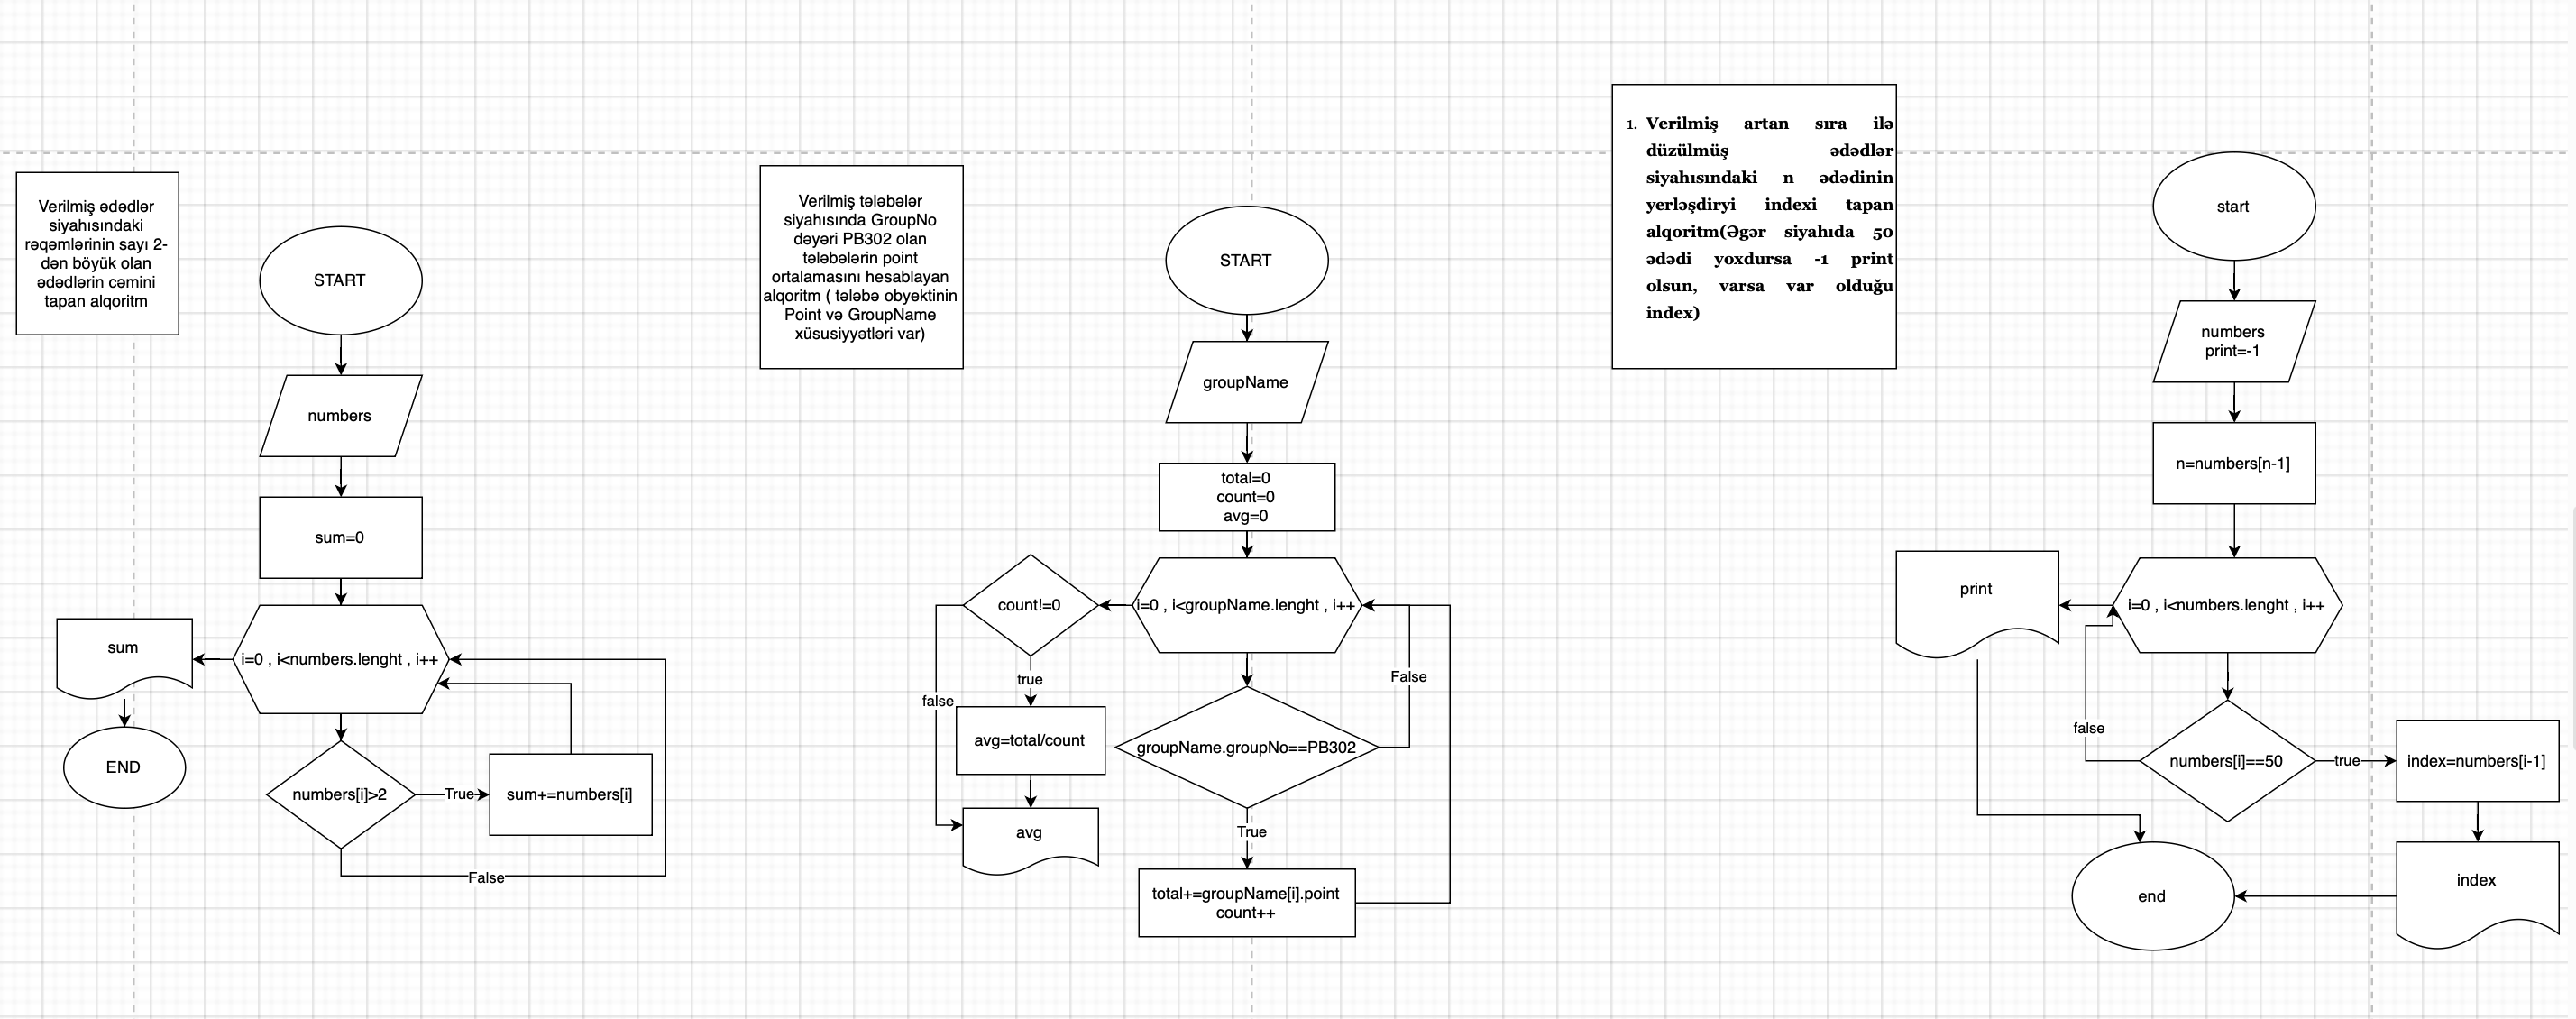 Verilmiş ədədlər
siyahısındaki
rəqəmlərinin sayı 2-
dən böyük olan
ədədlərin cəmini
tapan alqoritm
START
numbers
sum=0
i=0 , i<numbers.lenght , i++
sum
END
numbers[i]>2
True
sum+=numbers[i]
False
Verilmiş tələbələr
siyahısında GroupNo
dəyəri PB302 olan
tələbələrin point
ortalamasını hesablayan
alqoritm ( tələbə obyektinin
Point və GroupName
xüsusiyyətləri var)
START
groupName
total=0
count=0
avg=0
i=0 , i<groupName.lenght , i++
count!=0
true
false
avg=total/count
avg
groupName.groupNo==PB302
False
True
total+=groupName[i].point
count++
1. Verilmiş artan sıra ilə
düzülmüş ədədlər
siyahısındaki n ədədinin
yerləşdiryi indexi tapan
alqoritm(Əgər siyahıda 50
ədədi yoxdursa -1 print
olsun, varsa var olduğu
index)
start
numbers
print=-1
n=numbers[n-1]
i=0 , i<numbers.lenght , i++
print
false
numbers[i]==50
true
index=numbers[i-1]
index
end